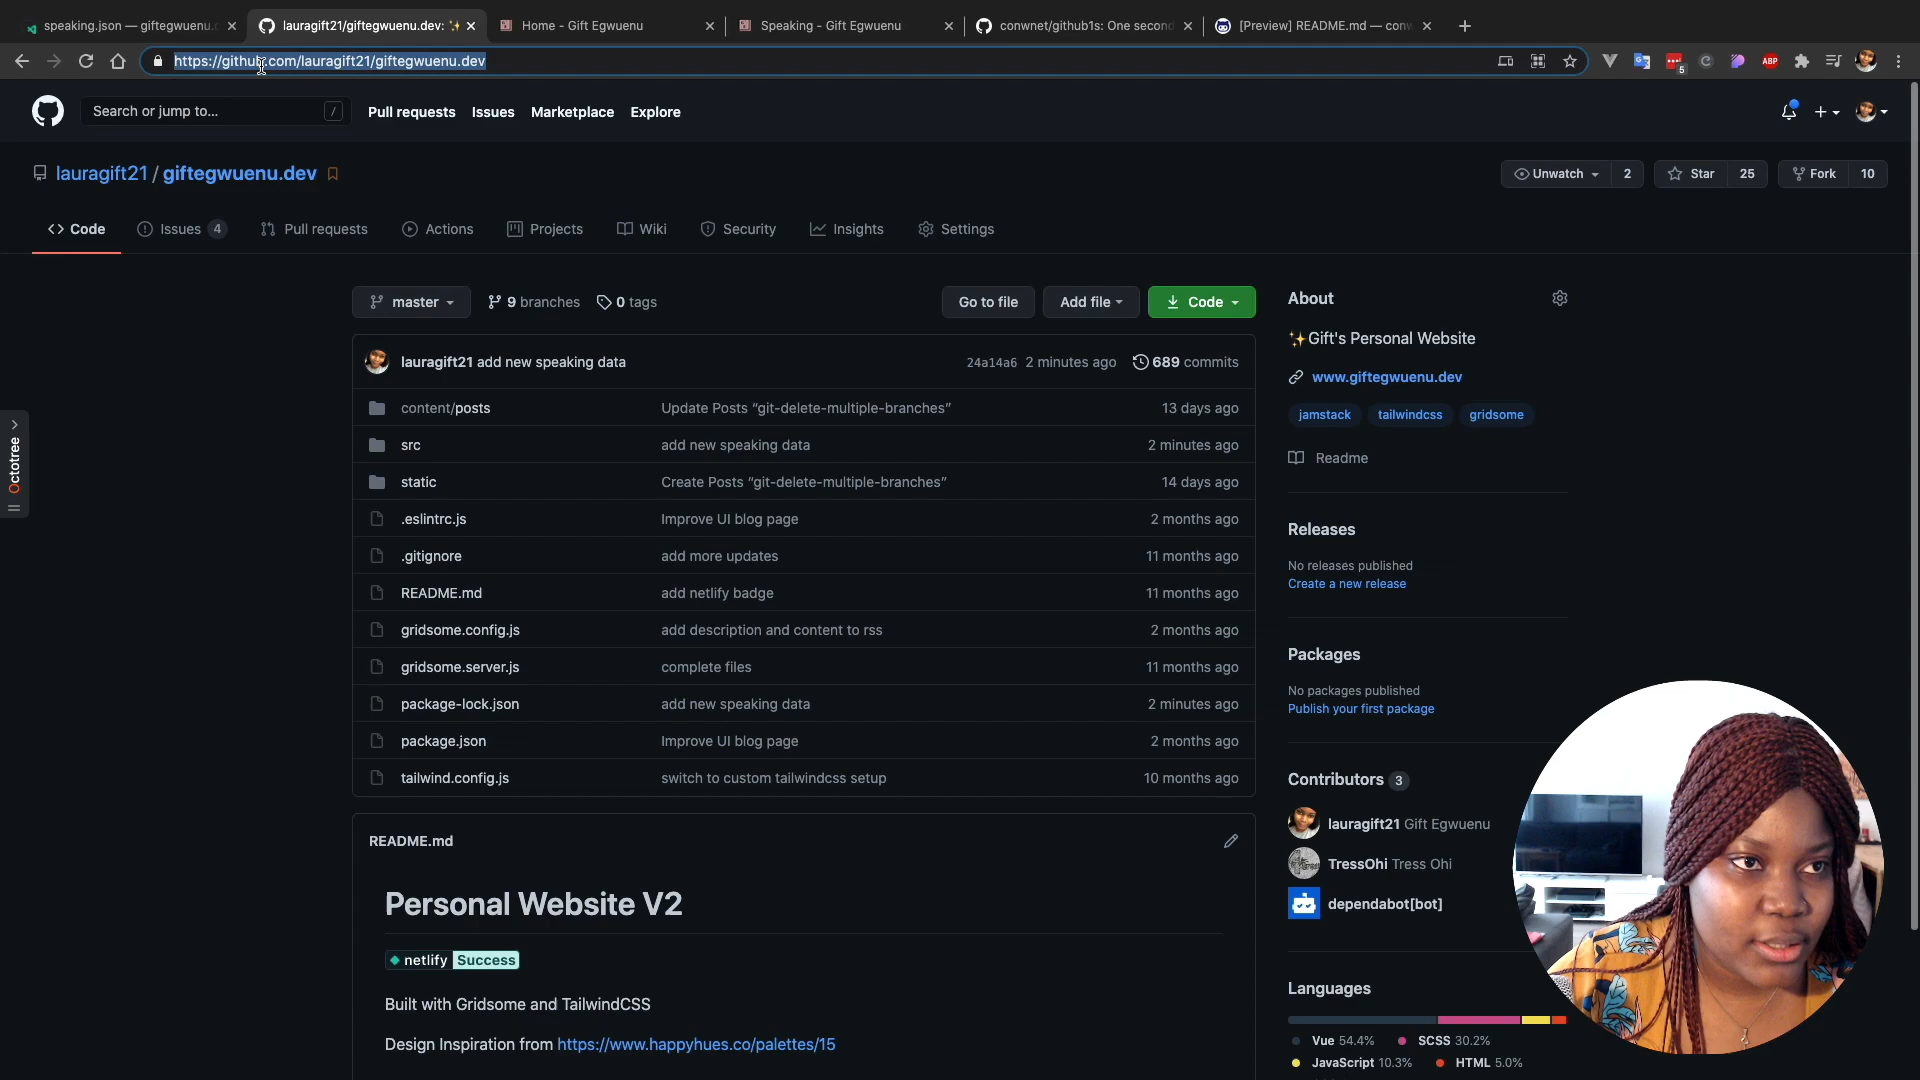 speaking.json — giftegwuenu.
lauragift21/giftegwuenu.dev: ✨
Home - Gift Egwuenu
Speaking - Gift Egwuenu
conwnet/github1s: One second
[Preview] README.md — conw
https://github.com/lauragift21/giftegwuenu.dev
5
ABP
Search or jump to...
/
Pull requests
Issues
Marketplace
Explore
lauragift21 / giftegwuenu.dev
Unwatch 2
Star 25
Fork 10
Code
Issues 4
Pull requests
Actions
Projects
Wiki
Security
Insights
Settings
Octotree
master
9 branches
0 tags
Go to file
Add file
Code
lauragift21 add new speaking data
24a14a6 2 minutes ago
689 commits
content/posts Update Posts “git-delete-multiple-branches” 13 days ago
src add new speaking data 2 minutes ago
static Create Posts “git-delete-multiple-branches” 14 days ago
.eslintrc.js Improve UI blog page 2 months ago
.gitignore add more updates 11 months ago
README.md add netlify badge 11 months ago
gridsome.config.js add description and content to rss 2 months ago
gridsome.server.js complete files 11 months ago
package-lock.json add new speaking data 2 minutes ago
package.json Improve UI blog page 2 months ago
tailwind.config.js switch to custom tailwindcss setup 10 months ago
README.md
Personal Website V2
netlify Success
Built with Gridsome and TailwindCSS
Design Inspiration from https://www.happyhues.co/palettes/15
About
✨Gift's Personal Website
www.giftegwuenu.dev
jamstack tailwindcss gridsome
Readme
Releases
No releases published
Create a new release
Packages
No packages published
Publish your first package
Contributors 3
lauragift21 Gift Egwuenu
TressOhi Tress Ohi
dependabot[bot]
Languages
Vue 54.4% SCSS 30.2%
JavaScript 10.3% HTML 5.0%